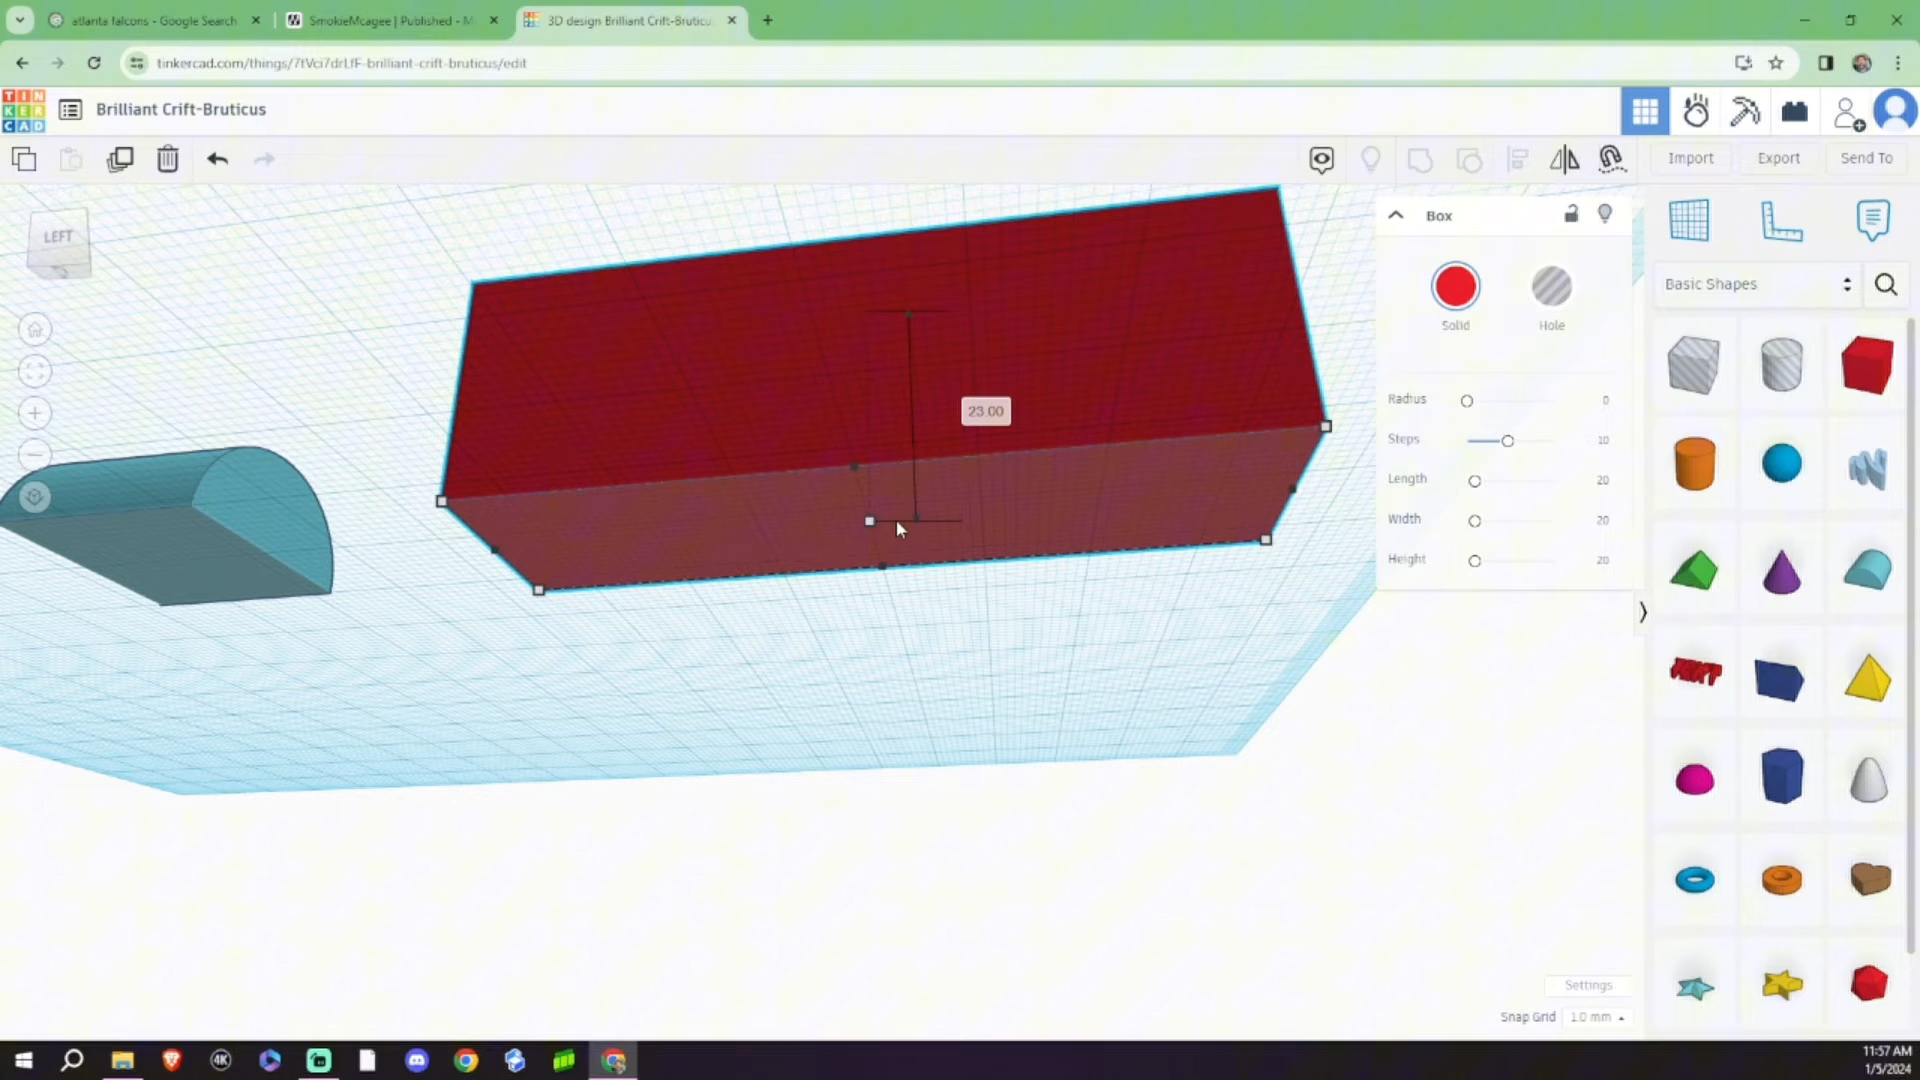 atlanta falcons - Google Search
SmokieMcagee | Published - M
3D design Brilliant Crift-Bruticu
tinkercad.com/things/7tVci7drLfF-brilliant-crift-bruticus/edit
TIN
KER
CAD
Brilliant Crift-Bruticus
Import
Export
Send To
LEFT
Box
Solid
Hole
Basic Shapes
Radius 0
Steps 10
Length 20
Width 20
Height 20
23.00
TEXT
Settings
Snap Grid 1.0 mm
4K
11:57 AM
1/5/2024